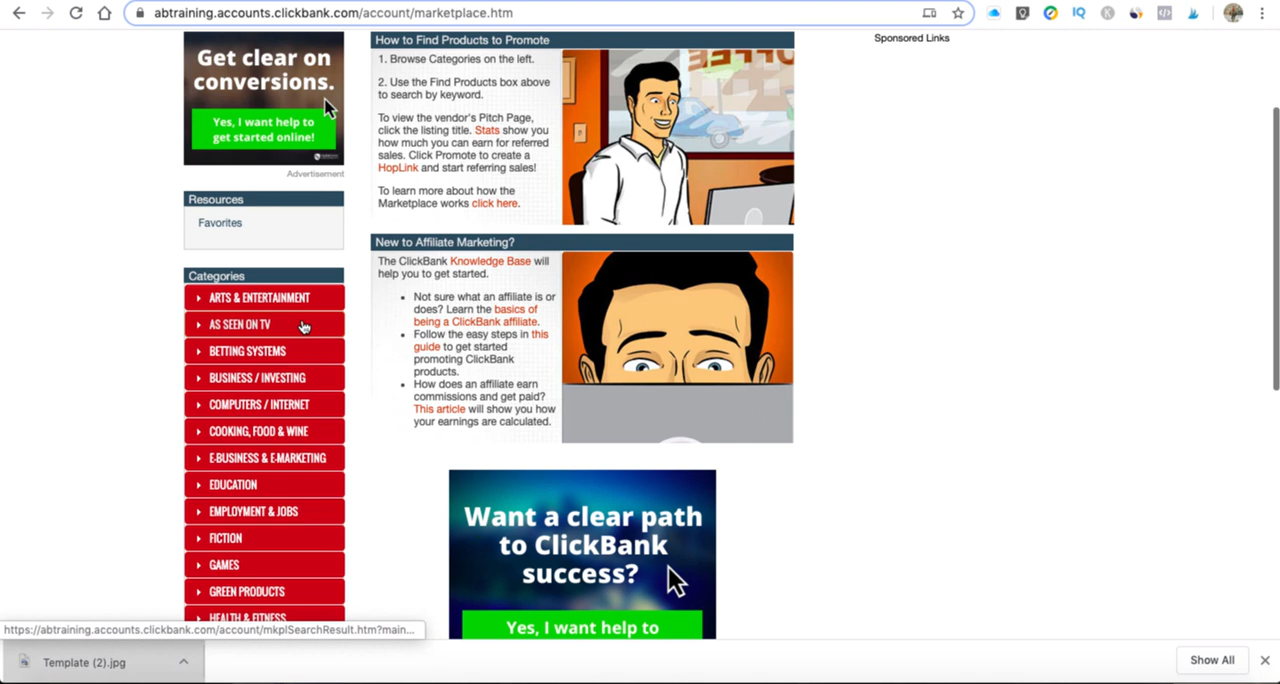 abtraining.accounts.clickbank.com/account/marketplace.htm
Get clear on
conversions.
Yes, I want help to
get started online!
Advertisement
Resources
Favorites
Categories
ARTS & ENTERTAINMENT
AS SEEN ON TV
BETTING SYSTEMS
BUSINESS / INVESTING
COMPUTERS / INTERNET
COOKING, FOOD & WINE
E-BUSINESS & E-MARKETING
EDUCATION
EMPLOYMENT & JOBS
FICTION
GAMES
GREEN PRODUCTS
HEALTH & FITNESS
How to Find Products to Promote
1. Browse Categories on the left.
2. Use the Find Products box above
to search by keyword.
To view the vendor's Pitch Page,
click the listing title. Stats show you
how much you can earn for referred
sales. Click Promote to create a
HopLink and start referring sales!
To learn more about how the
Marketplace works click here.
COFFEE
New to Affiliate Marketing?
The ClickBank Knowledge Base will
help you to get started.
Not sure what an affiliate is or
does? Learn the basics of
being a ClickBank affiliate.
Follow the easy steps in this
guide to get started
promoting ClickBank
products.
How does an affiliate earn
commissions and get paid?
This article will show you how
your earnings are calculated.
Want a clear path
to ClickBank
success?
Yes, I want help to
Sponsored Links
https://abtraining.accounts.clickbank.com/account/mkplSearchResult.htm?main...
Template (2).jpg
Show All